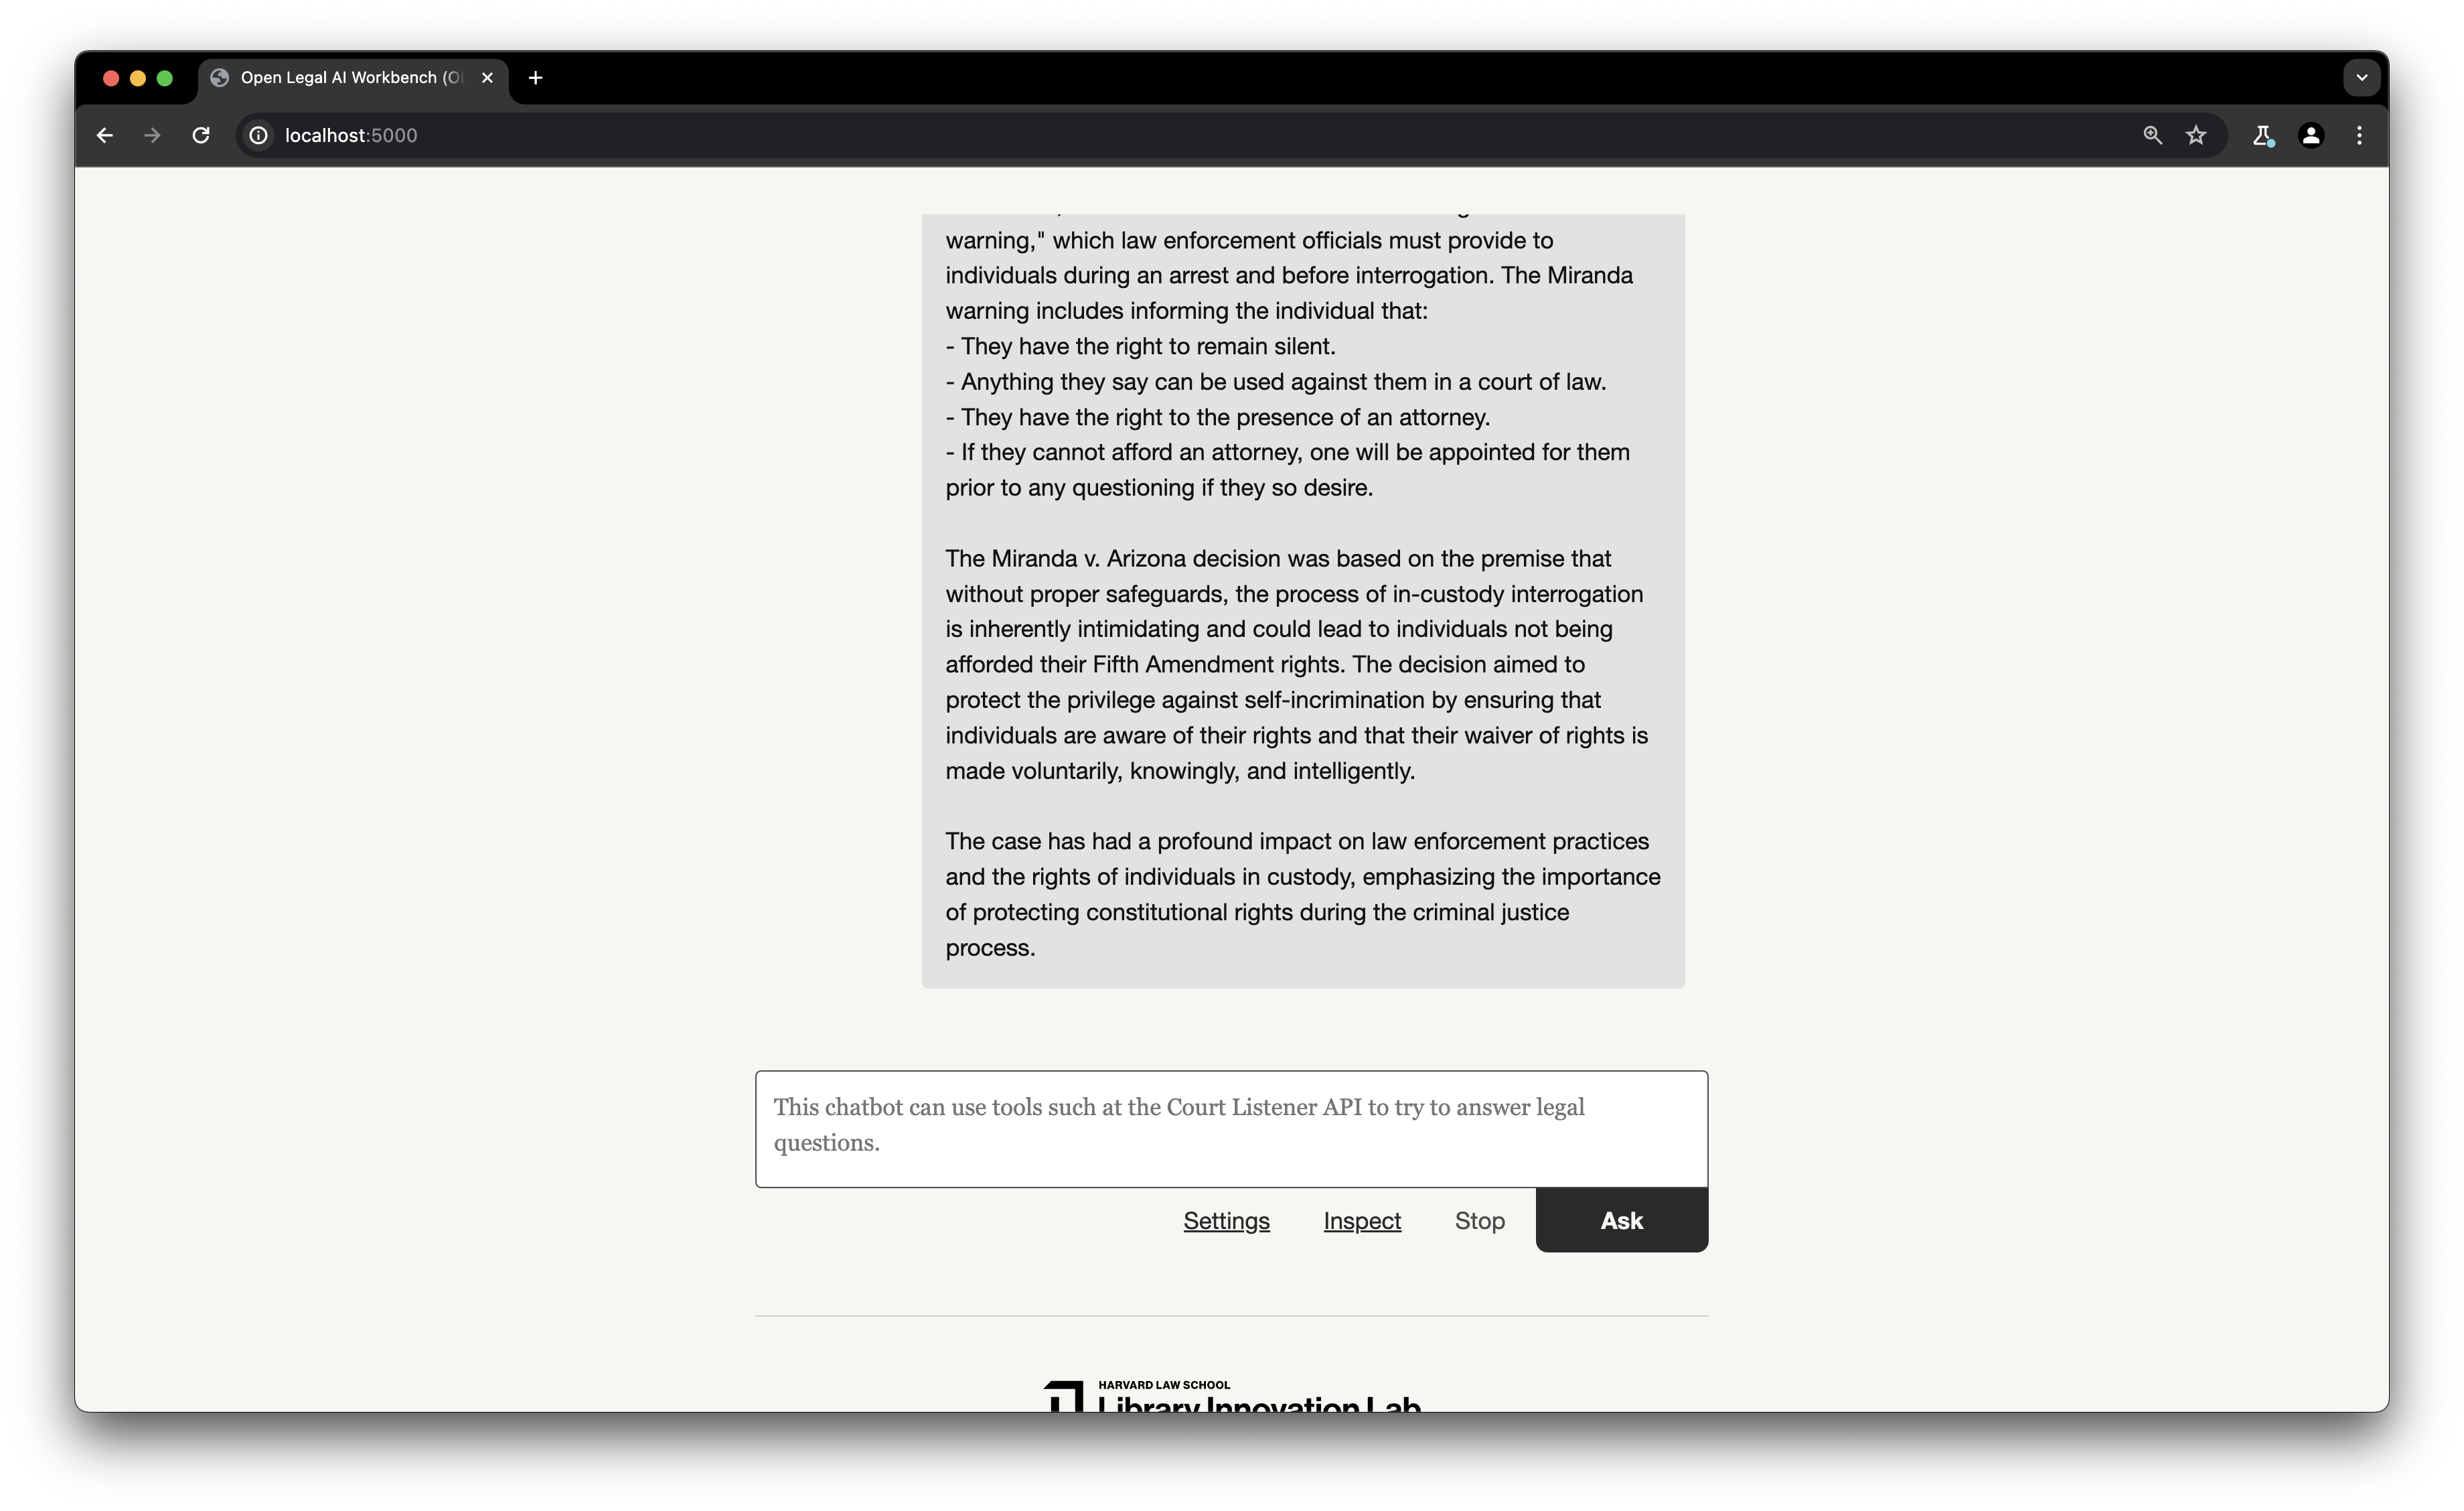 Open Legal AI Workbench (OL
localhost:5000
warning," which law enforcement officials must provide to
individuals during an arrest and before interrogation. The Miranda
warning includes informing the individual that:
- They have the right to remain silent.
- Anything they say can be used against them in a court of law.
- They have the right to the presence of an attorney.
- If they cannot afford an attorney, one will be appointed for them
prior to any questioning if they so desire.
The Miranda v. Arizona decision was based on the premise that
without proper safeguards, the process of in-custody interrogation
is inherently intimidating and could lead to individuals not being
afforded their Fifth Amendment rights. The decision aimed to
protect the privilege against self-incrimination by ensuring that
individuals are aware of their rights and that their waiver of rights is
made voluntarily, knowingly, and intelligently.
The case has had a profound impact on law enforcement practices
and the rights of individuals in custody, emphasizing the importance
of protecting constitutional rights during the criminal justice
process.
This chatbot can use tools such at the Court Listener API to try to answer legal
questions.
Settings Inspect Stop Ask
HARVARD LAW SCHOOL
Library Innovation Lab